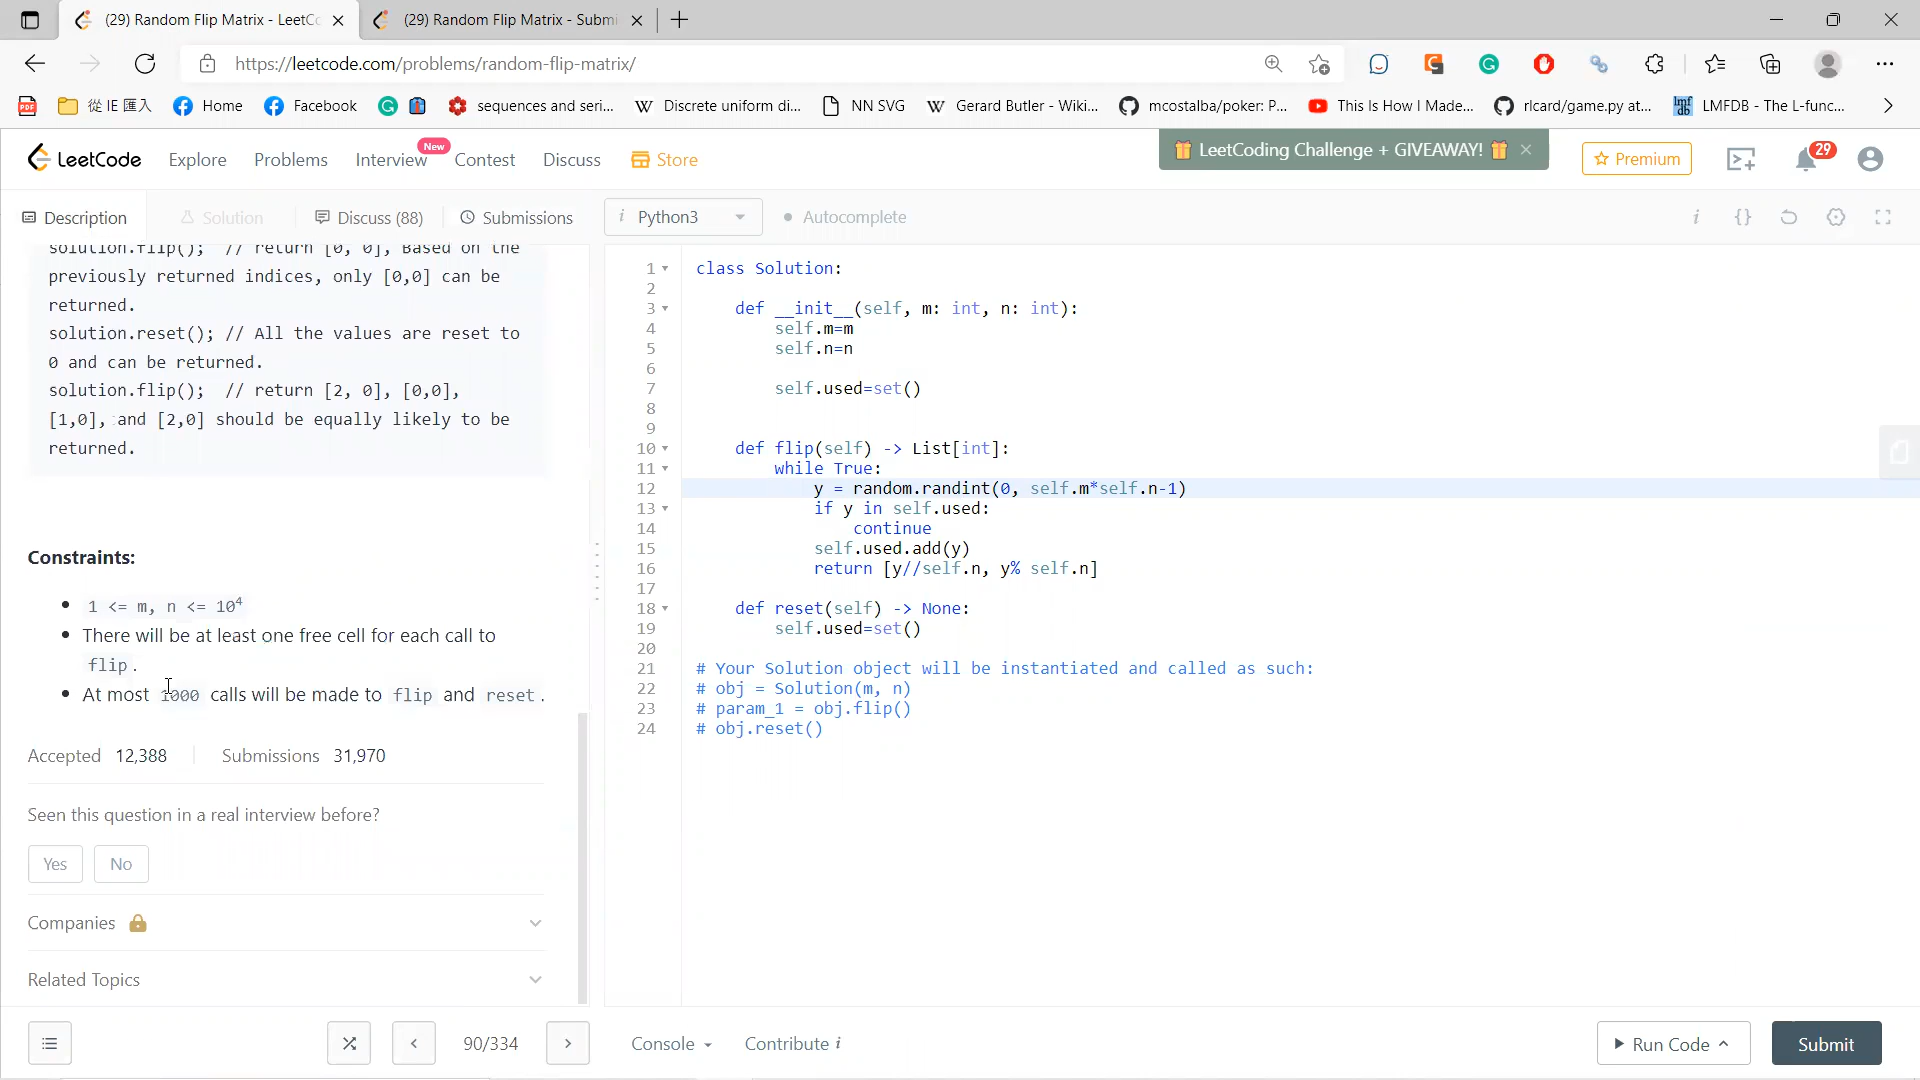 (29) Random Flip Matrix - LeetC
(29) Random Flip Matrix - Submi
https://leetcode.com/problems/random-flip-matrix/
PDF
從 IE 匯入
Home
Facebook
sequences and seri...
Discrete uniform di...
NN SVG
Gerard Butler - Wiki...
mcostalba/poker: P...
This Is How I Made...
rlcard/game.py at...
LMFDB - The L-func...
LeetCode
Explore
Problems
Interview
New
Contest
Discuss
Store
LeetCoding Challenge + GIVEAWAY!
Premium
29
Description
Solution
Discuss (88)
Submissions
Python3
Autocomplete
solution.flip(); // return [0, 0], Based on the
previously returned indices, only [0,0] can be
returned.
solution.reset(); // All the values are reset to
0 and can be returned.
solution.flip(); // return [2, 0], [0,0],
[1,0], and [2,0] should be equally likely to be
returned.
Constraints:
1 <= m, n <= 10⁴
There will be at least one free cell for each call to
flip.
At most 1000 calls will be made to flip and reset.
Accepted 12,388 Submissions 31,970
Seen this question in a real interview before?
Yes No
Companies
Related Topics
90/334
1 class Solution:
2
3 def __init__(self, m: int, n: int):
4 self.m=m
5 self.n=n
6
7 self.used=set()
8
9
10 def flip(self) -> List[int]:
11 while True:
12 y = random.randint(0, self.m*self.n-1)
13 if y in self.used:
14 continue
15 self.used.add(y)
16 return [y//self.n, y% self.n]
17
18 def reset(self) -> None:
19 self.used=set()
20
21 # Your Solution object will be instantiated and called as such:
22 # obj = Solution(m, n)
23 # param_1 = obj.flip()
24 # obj.reset()
Console
Contribute i
Run Code
Submit